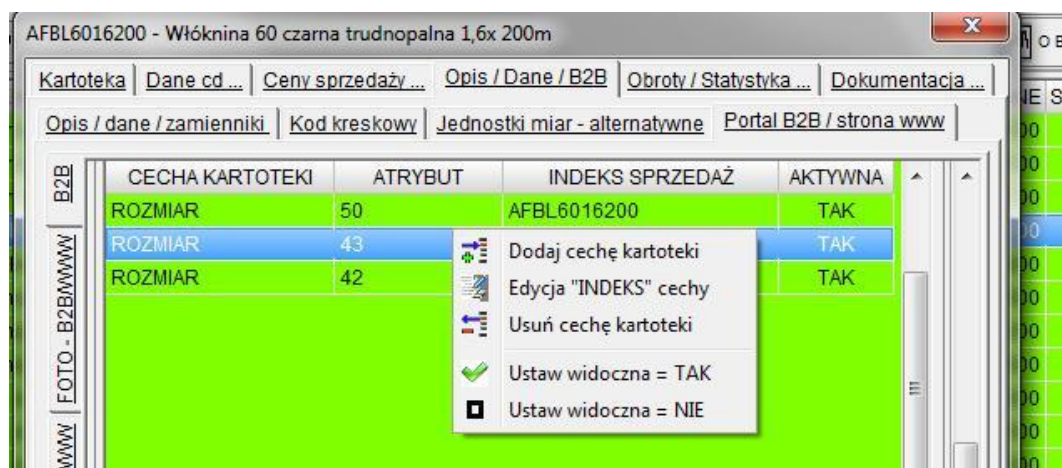 AFBL6016200 - Włóknina 60 czarna trudnopalna 1,6x 200m
Kartoteka Dane cd ... Ceny sprzedaży ... Opis / Dane / B2B Obroty / Statystyka ... Dokumentacja ...
Opis / dane / zamienniki Kod kreskowy Jednostki miar - alternatywne Portal B2B / strona www
B2B
FOTO - B2B/WWW
CECHA KARTOTEKI ATRYBUT INDEKS SPRZEDAŻ AKTYWNA
ROZMIAR 50 AFBL6016200 TAK
ROZMIAR 43 TAK
ROZMIAR 42 TAK
Dodaj cechę kartoteki
Edycja "INDEKS" cechy
Usuń cechę kartoteki
Ustaw widoczna = TAK
Ustaw widoczna = NIE